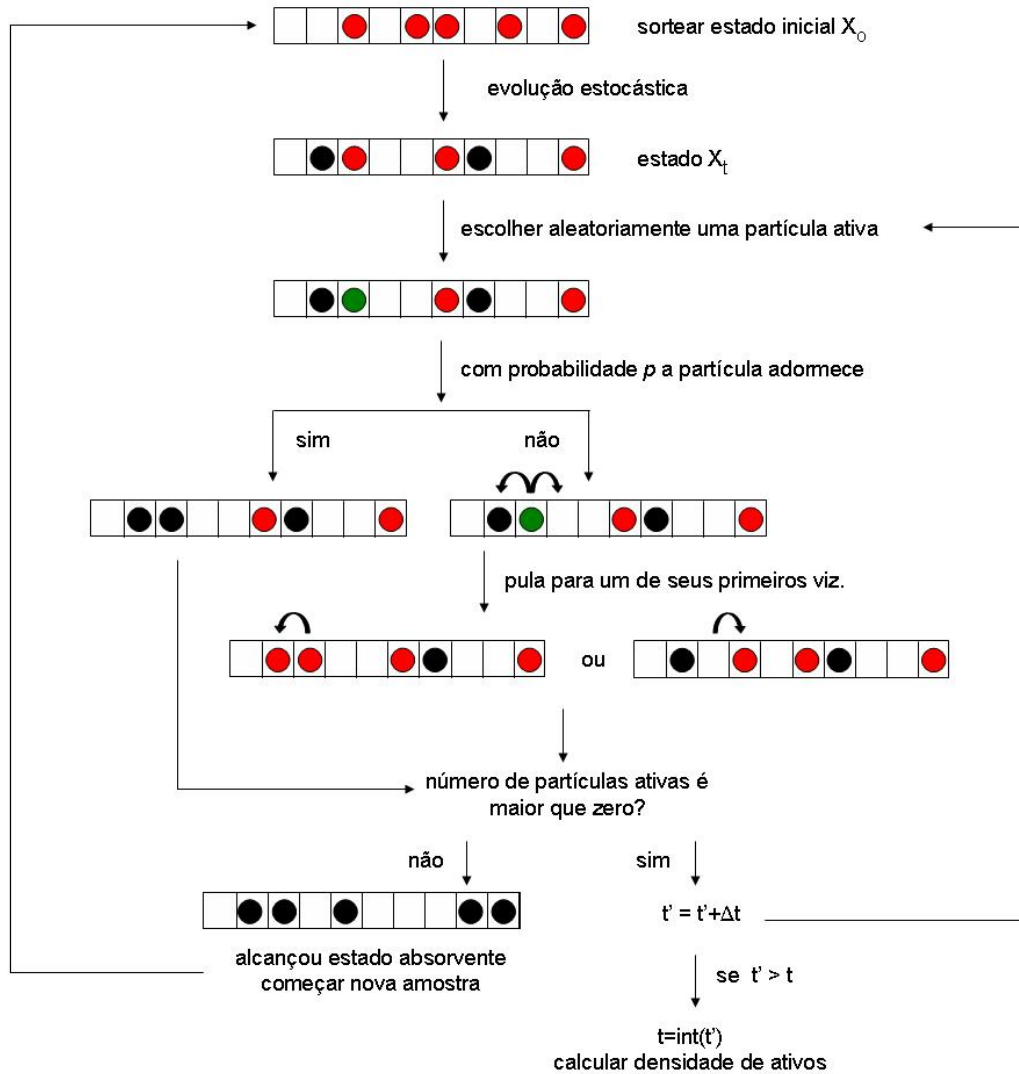 sortear estado inicial X₀
evolução estocástica
estado Xₜ
escolher aleatoriamente uma partícula ativa
com probabilidade p a partícula adormece
sim
não
pula para um de seus primeiros viz.
ou
número de partículas ativas é
maior que zero?
não
sim
t' = t'+Δt
alcançou estado absorvente
começar nova amostra
se t' > t
t=int(t')
calcular densidade de ativos